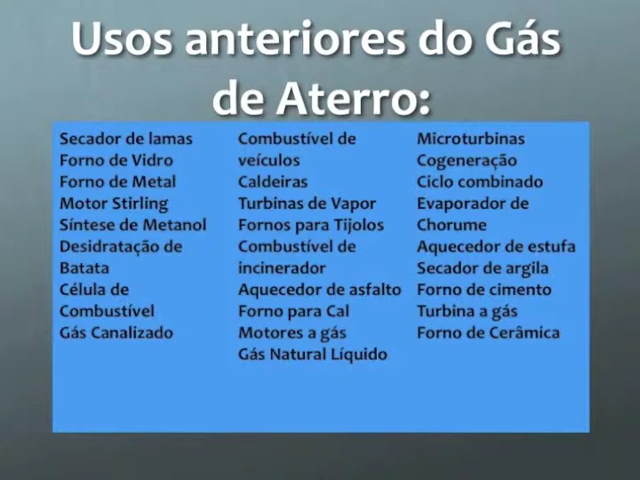 Usos anteriores do Gás
de Aterro:
Secador de lamas
Forno de Vidro
Forno de Metal
Motor Stirling
Síntese de Metanol
Desidratação de
Batata
Célula de
Combustível
Gás Canalizado
Combustível de
veículos
Caldeiras
Turbinas de Vapor
Fornos para Tijolos
Combustível de
incinerador
Aquecedor de asfalto
Forno para Cal
Motores a gás
Gás Natural Líquido
Microturbinas
Cogeneração
Ciclo combinado
Evaporador de
Chorume
Aquecedor de estufa
Secador de argila
Forno de cimento
Turbina a gás
Forno de Cerâmica